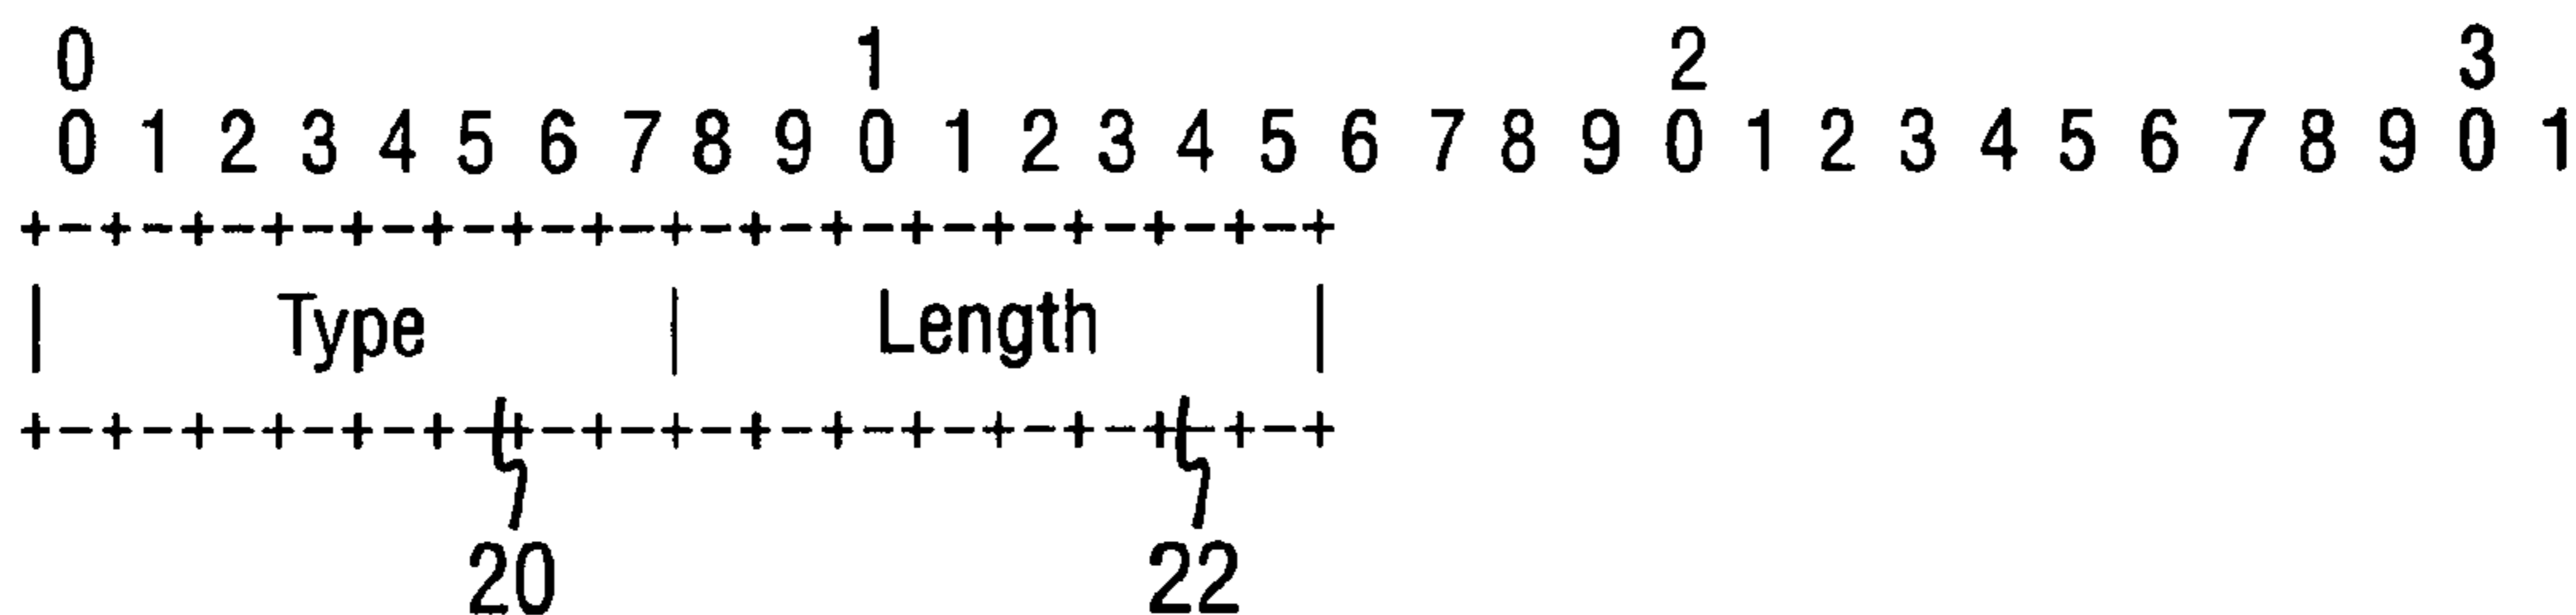 0 1 2 3
0 1 2 3 4 5 6 7 8 9 0 1 2 3 4 5 6 7 8 9 0 1 2 3 4 5 6 7 8 9 0 1
+-+-+-+-+-+-+-+-+-+-+-+-+-+-+-+-+
| Type | Length |
+-+-+-+-+-+-+-+-+-+-+-+-+-+-+-+-+
20 22